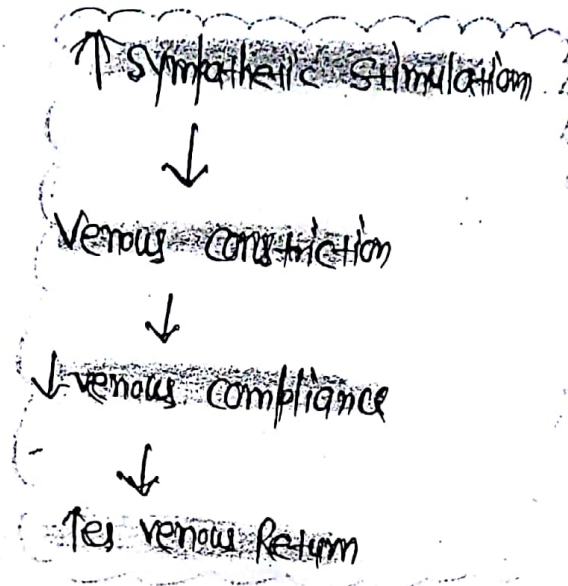 ↑ Sympathetic Stimulation
↓
Venous constriction
↓
↓ venous compliance
↓
↑es venous Return